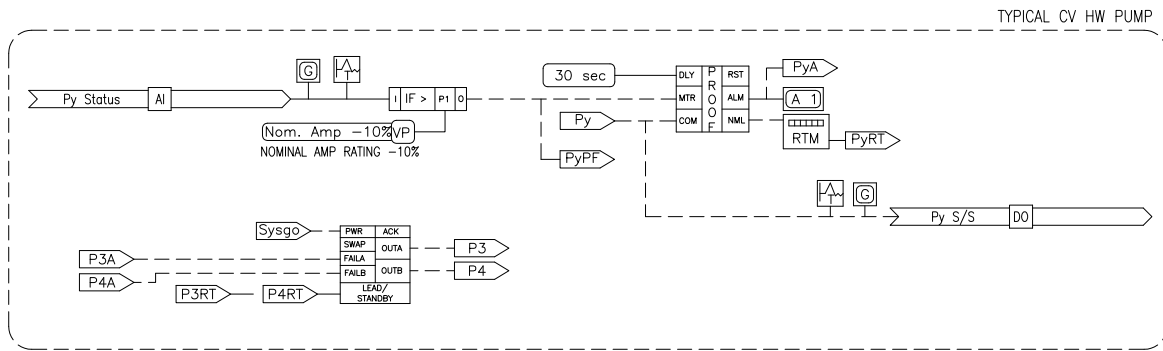 TYPICAL CV HW PUMP
G
T
Py Status
AI
I
IF >
P1
O
Nom. Amp -10%
VP
NOMINAL AMP RATING -10%
30 sec
DLY
MTR
COM
PROOF
RST
ALM
NML
PyA
A 1
RTM
PyRT
Py
PyPF
T
G
Py S/S
DO
Sysgo
PWR
ACK
SWAP
OUTA
FAILA
FAILB
OUTB
LEAD/
STANDBY
P3
P4
P3A
P4A
P3RT
P4RT